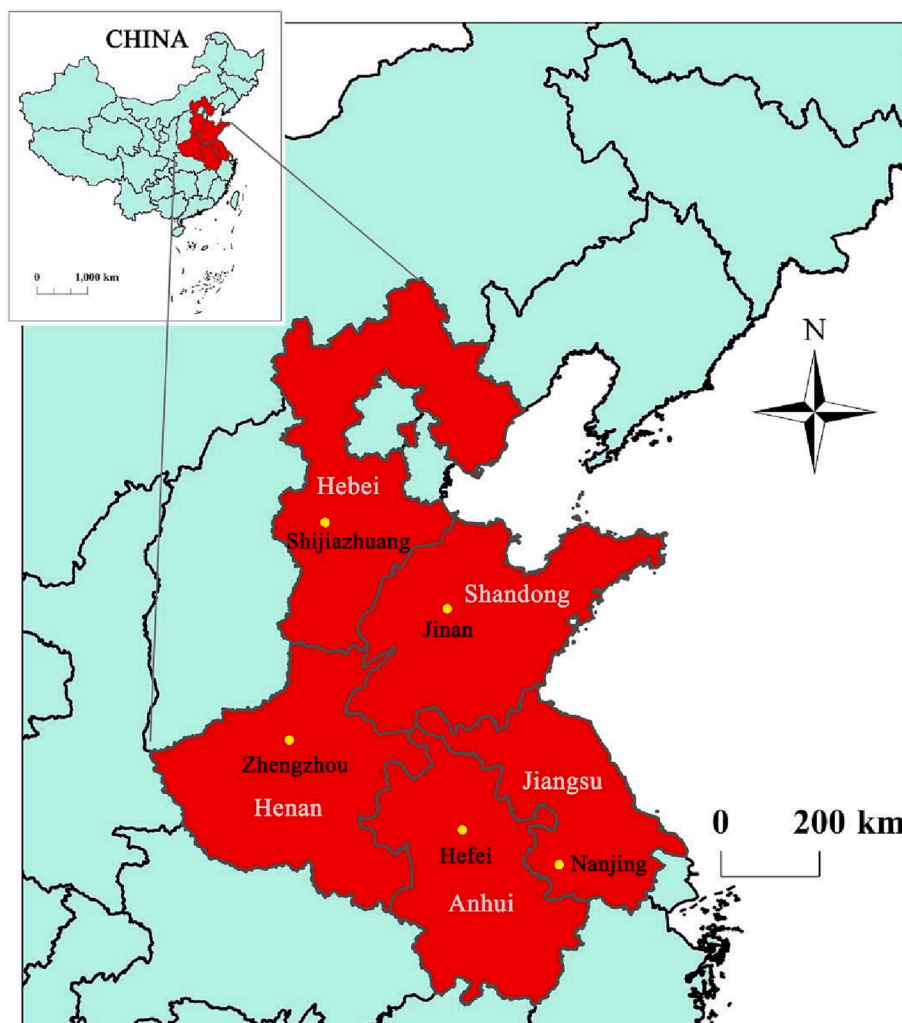 CHINA
0 1,000 km
N
Hebei
Shijiazhuang
Shandong
Jinan
Zhengzhou
Henan
Jiangsu
0 200 km
Hefei
Nanjing
Anhui